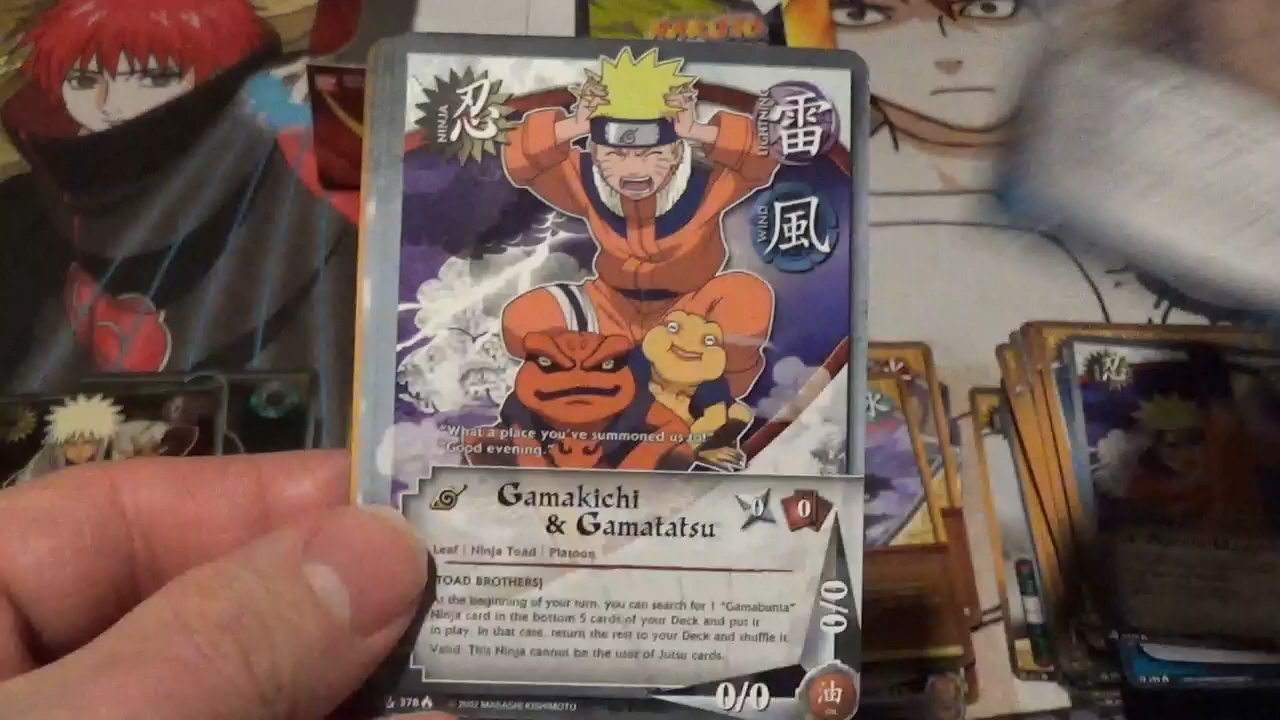 NARUTO
NINJA
忍
LIGHTNING
雷
WIND
風
"What a place you've summoned us to!"
"Good evening."
Gamakichi
& Gamatatsu
0
0
Leaf | Ninja Toad | Platoon
TOAD BROTHERS]
At the beginning of your turn, you can search for 1 "Gamabunta"
Ninja card in the bottom 5 cards of your Deck and put it
in play. In that case, return the rest to your Deck and shuffle it.
Valid: This Ninja cannot be the user of Jutsu cards.
0/0
0/0
油
OIL
378
© 2002 MASASHI KISHIMOTO
水
忍